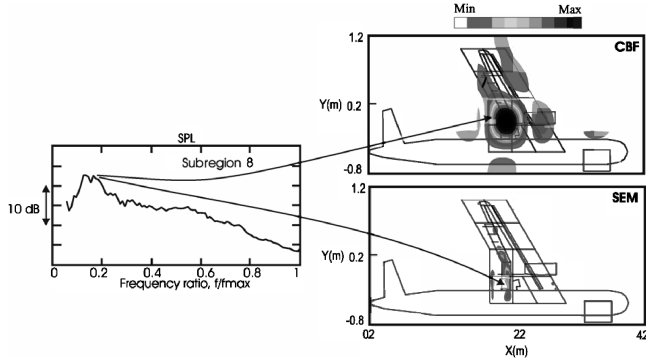 Min Max
1.2
CBF
Y(m) 0.2
-0.8
SPL
Subregion 8
10 dB
0 0.2 0.4 0.6 0.8 1
Frequency ratio, f/fmax
1.2
SEM
Y(m) 0.2
-0.8
02 22 42
X(m)